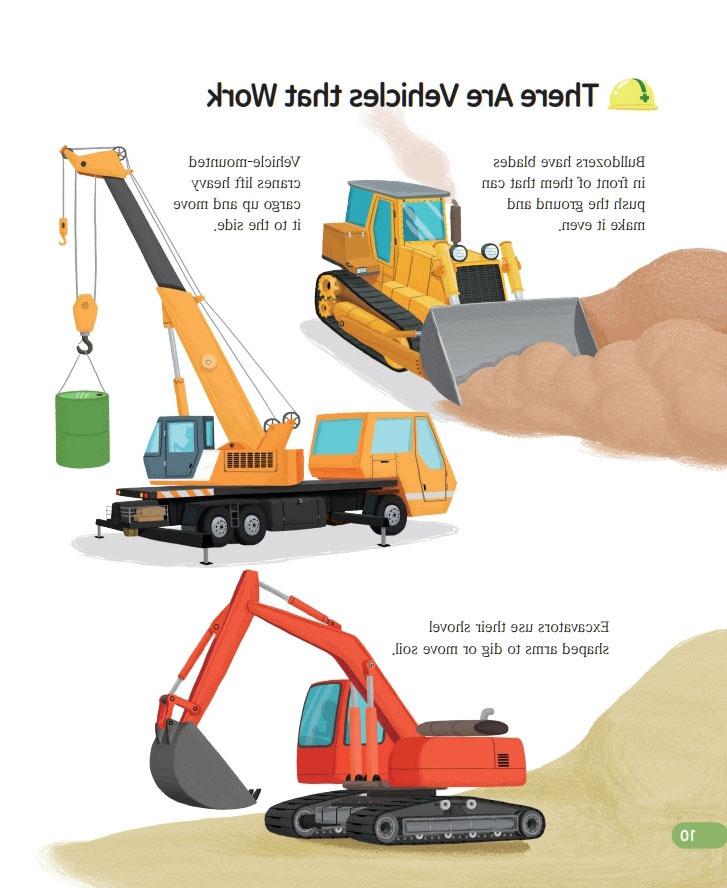 There Are Vehicles that Work
Bulldozers have blades
in front of them that can
push the ground and
make it even.
Vehicle-mounted
cranes lift heavy
cargo up and move
it to the side.
Excavators use their shovel
shaped arms to dig or move soil.
10